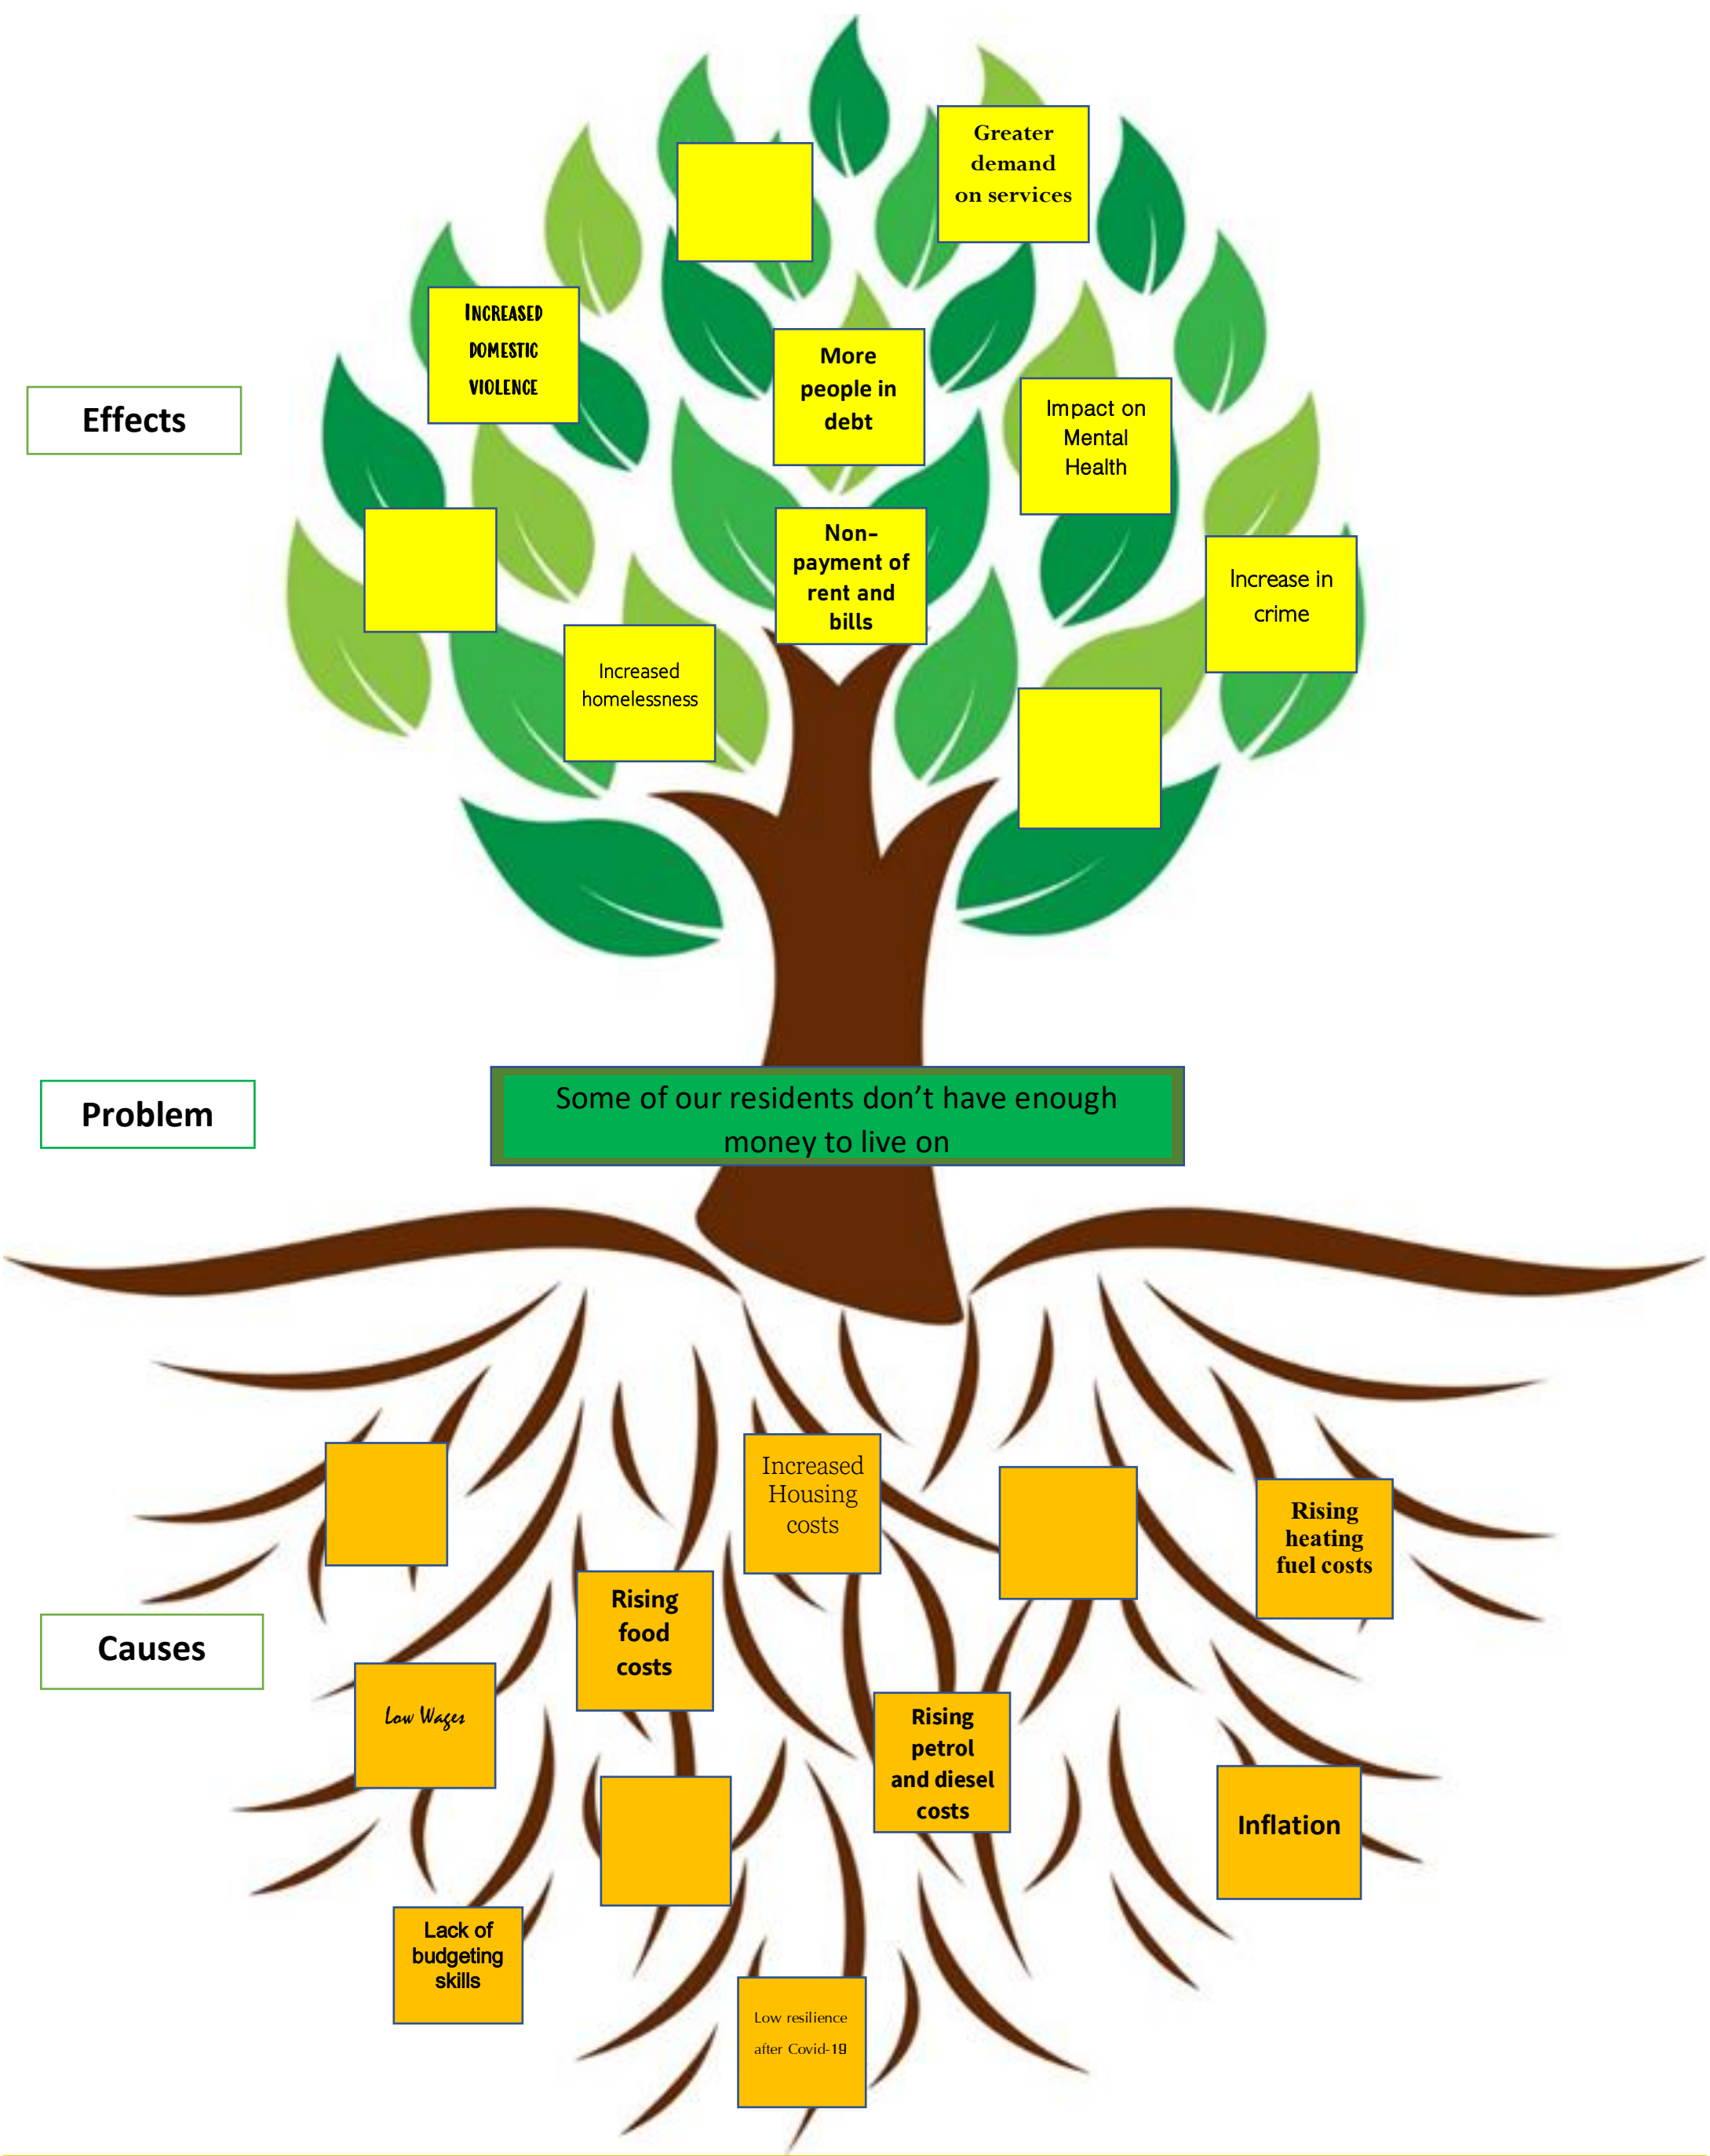 Greater
demand
on services
INCREASED
DOMESTIC
VIOLENCE
More
people in
debt
Effects
Impact on
Mental
Health
Non-
payment of
rent and
bills
Increase in
crime
Increased
homelessness
Problem
Some of our residents don’t have enough
money to live on
Increased
Housing
costs
Rising
heating
fuel costs
Rising
food
costs
Causes
Low Wages
Rising
petrol
and diesel
costs
Inflation
Lack of
budgeting
skills
Low resilience
after Covid-19